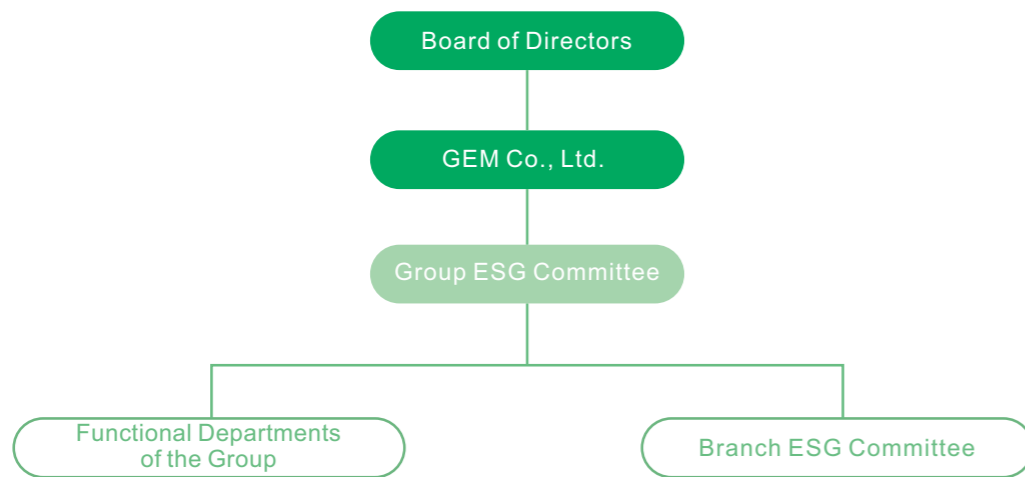 Board of Directors
GEM Co., Ltd.
Group ESG Committee
Functional Departments
of the Group
Branch ESG Committee